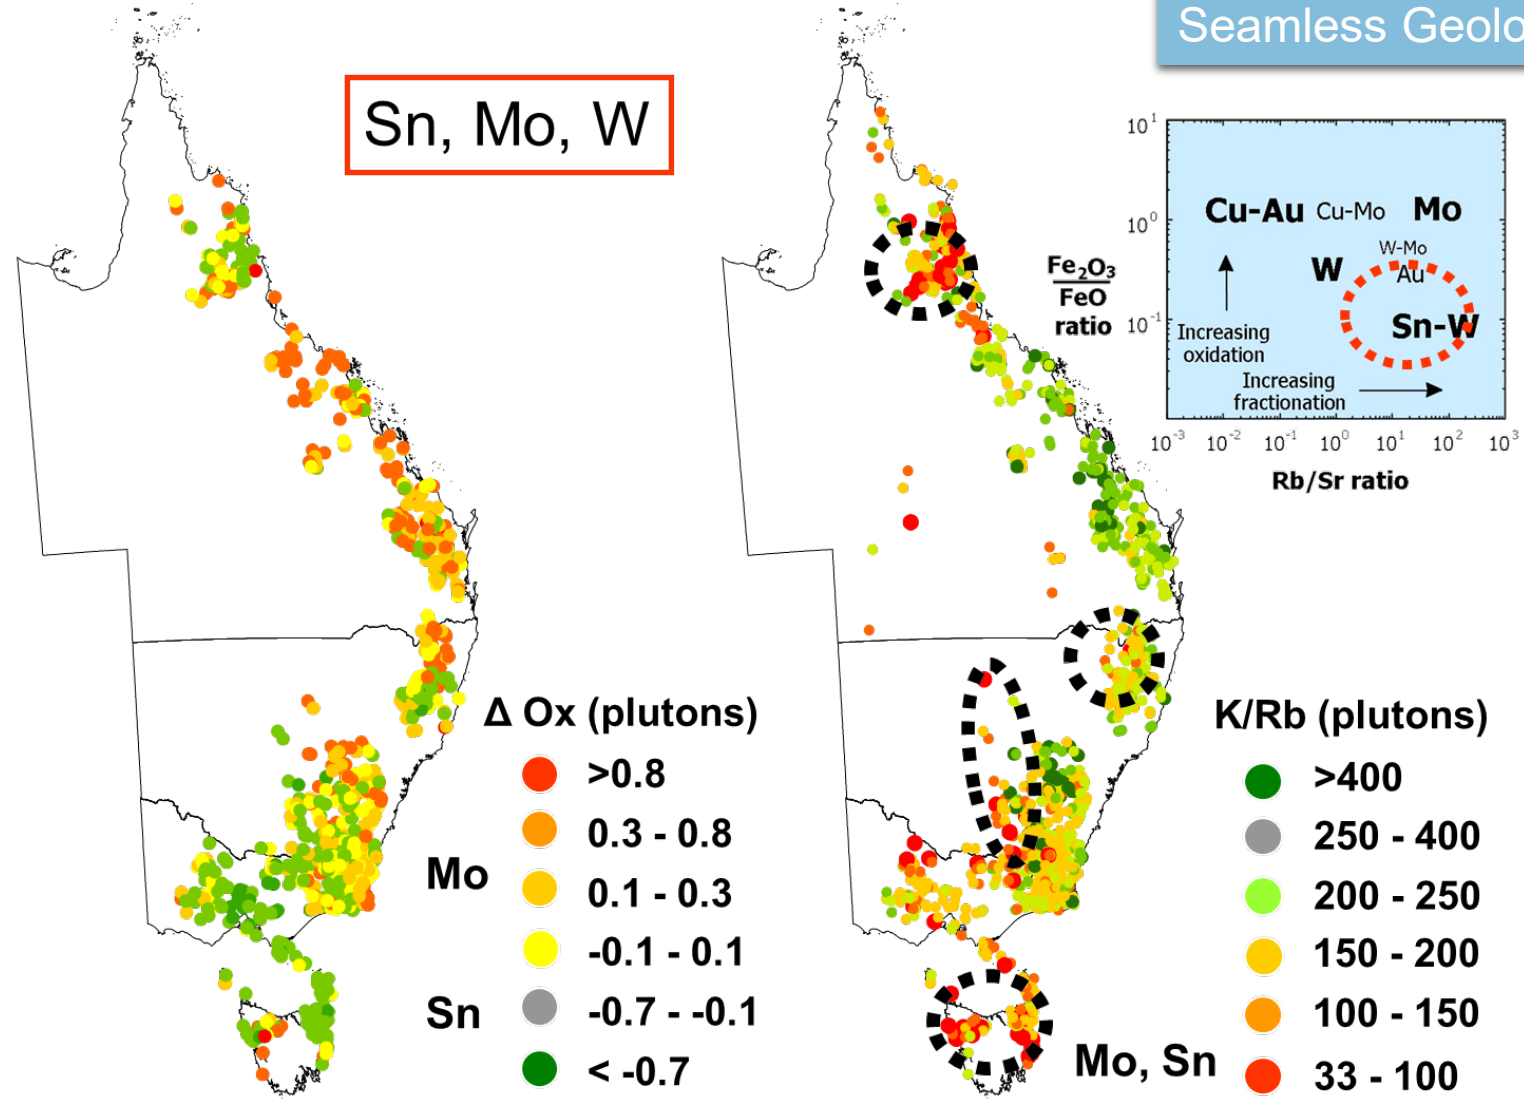 Seamless Geolo
Sn, Mo, W
10¹
10⁰
10⁻¹
Cu-Au Cu-Mo Mo
W-Mo
W
Au
Sn-W
Fe₂O₃
FeO
ratio
Increasing
oxidation
Increasing
fractionation
10⁻³ 10⁻² 10⁻¹ 10⁰ 10¹ 10² 10³
Rb/Sr ratio
Δ Ox (plutons)
>0.8
0.3 - 0.8
Mo
0.1 - 0.3
-0.1 - 0.1
Sn
-0.7 - -0.1
< -0.7
K/Rb (plutons)
>400
250 - 400
200 - 250
150 - 200
100 - 150
Mo, Sn
33 - 100